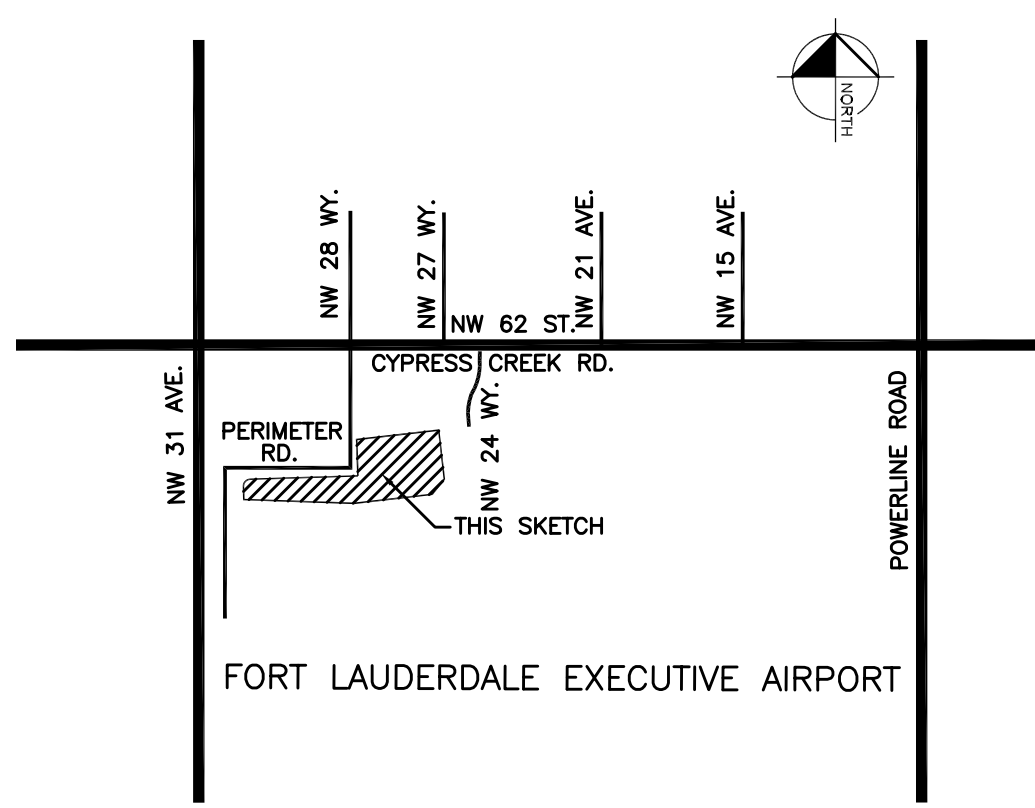 NORTH
NW 28 WY.
NW 27 WY.
NW 21 AVE.
NW 15 AVE.
NW 62 ST.
CYPRESS CREEK RD.
NW 31 AVE.
PERIMETER
RD.
NW 24 WY.
POWERLINE ROAD
THIS SKETCH
FORT LAUDERDALE EXECUTIVE AIRPORT